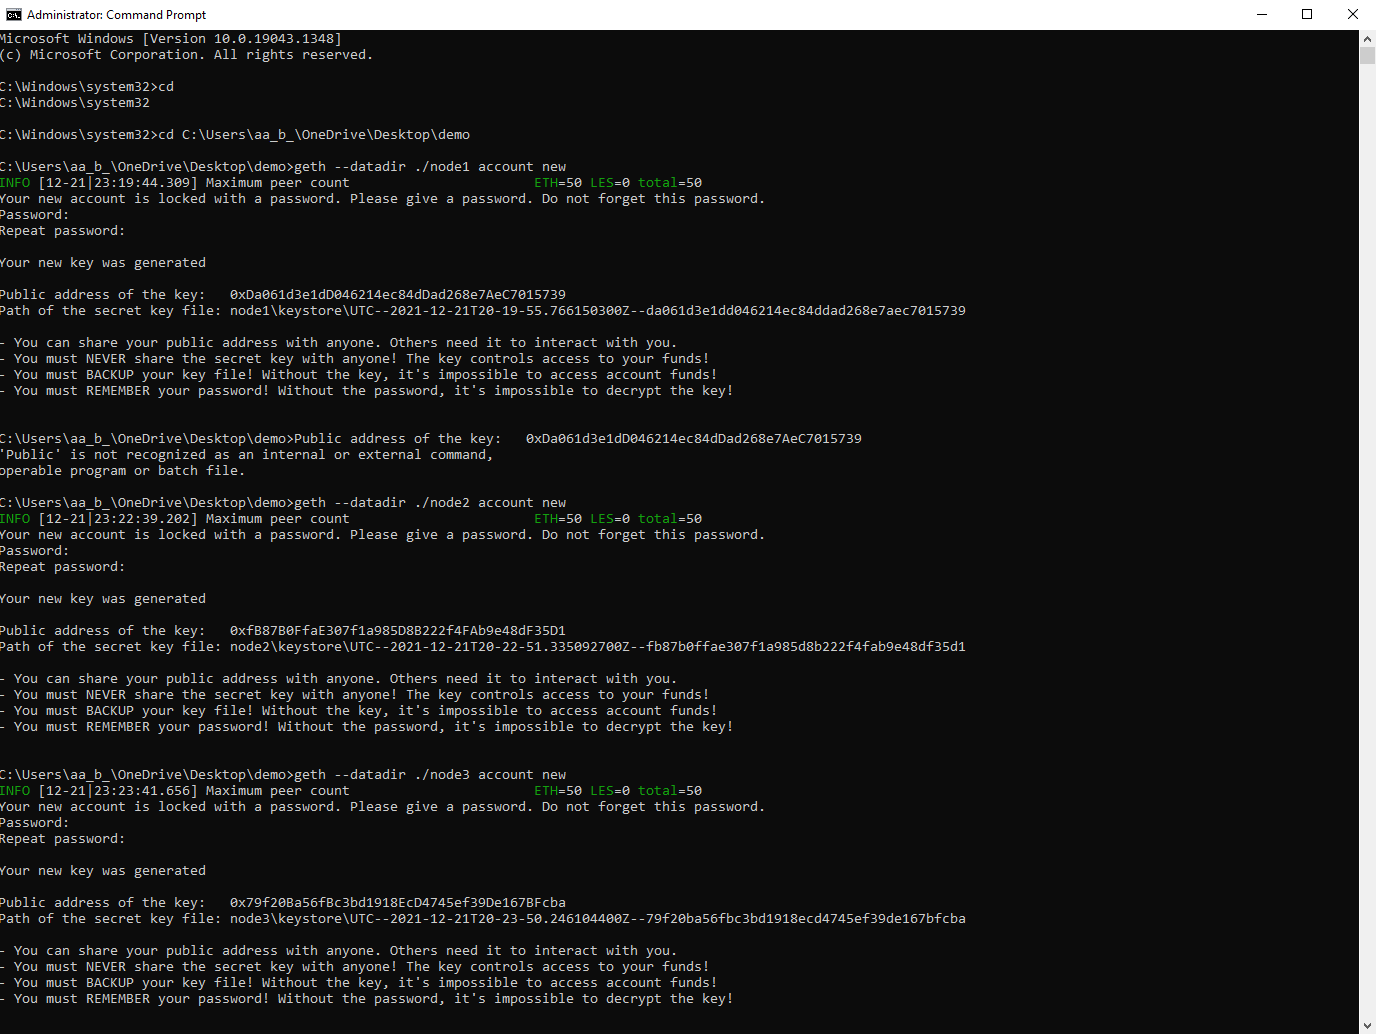 Administrator: Command Prompt
Microsoft Windows [Version 10.0.19043.1348]
(c) Microsoft Corporation. All rights reserved.
C:\Windows\system32>cd
C:\Windows\system32
C:\Windows\system32>cd C:\Users\aa_b_\OneDrive\Desktop\demo
C:\Users\aa_b_\OneDrive\Desktop\demo>geth --datadir ./node1 account new
INFO [12-21|23:19:44.309] Maximum peer count ETH=50 LES=0 total=50
Your new account is locked with a password. Please give a password. Do not forget this password.
Password:
Repeat password:
Your new key was generated
Public address of the key: 0xDa061d3e1dD046214ec84dDad268e7AeC7015739
Path of the secret key file: node1\keystore\UTC--2021-12-21T20-19-55.766150300Z--da061d3e1dd046214ec84ddad268e7aec7015739
- You can share your public address with anyone. Others need it to interact with you.
- You must NEVER share the secret key with anyone! The key controls access to your funds!
- You must BACKUP your key file! Without the key, it's impossible to access account funds!
- You must REMEMBER your password! Without the password, it's impossible to decrypt the key!
C:\Users\aa_b_\OneDrive\Desktop\demo>Public address of the key: 0xDa061d3e1dD046214ec84dDad268e7AeC7015739
'Public' is not recognized as an internal or external command,
operable program or batch file.
C:\Users\aa_b_\OneDrive\Desktop\demo>geth --datadir ./node2 account new
INFO [12-21|23:22:39.202] Maximum peer count ETH=50 LES=0 total=50
Your new account is locked with a password. Please give a password. Do not forget this password.
Password:
Repeat password:
Your new key was generated
Public address of the key: 0xfB87B0FfaE307f1a985D8B222f4FAb9e48dF35D1
Path of the secret key file: node2\keystore\UTC--2021-12-21T20-22-51.335092700Z--fb87b0ffae307f1a985d8b222f4fab9e48df35d1
- You can share your public address with anyone. Others need it to interact with you.
- You must NEVER share the secret key with anyone! The key controls access to your funds!
- You must BACKUP your key file! Without the key, it's impossible to access account funds!
- You must REMEMBER your password! Without the password, it's impossible to decrypt the key!
C:\Users\aa_b_\OneDrive\Desktop\demo>geth --datadir ./node3 account new
INFO [12-21|23:23:41.656] Maximum peer count ETH=50 LES=0 total=50
Your new account is locked with a password. Please give a password. Do not forget this password.
Password:
Repeat password:
Your new key was generated
Public address of the key: 0x79f20Ba56fBc3bd1918EcD4745ef39De167BFcba
Path of the secret key file: node3\keystore\UTC--2021-12-21T20-23-50.246104400Z--79f20ba56fbc3bd1918ecd4745ef39de167bfcba
- You can share your public address with anyone. Others need it to interact with you.
- You must NEVER share the secret key with anyone! The key controls access to your funds!
- You must BACKUP your key file! Without the key, it's impossible to access account funds!
- You must REMEMBER your password! Without the password, it's impossible to decrypt the key!